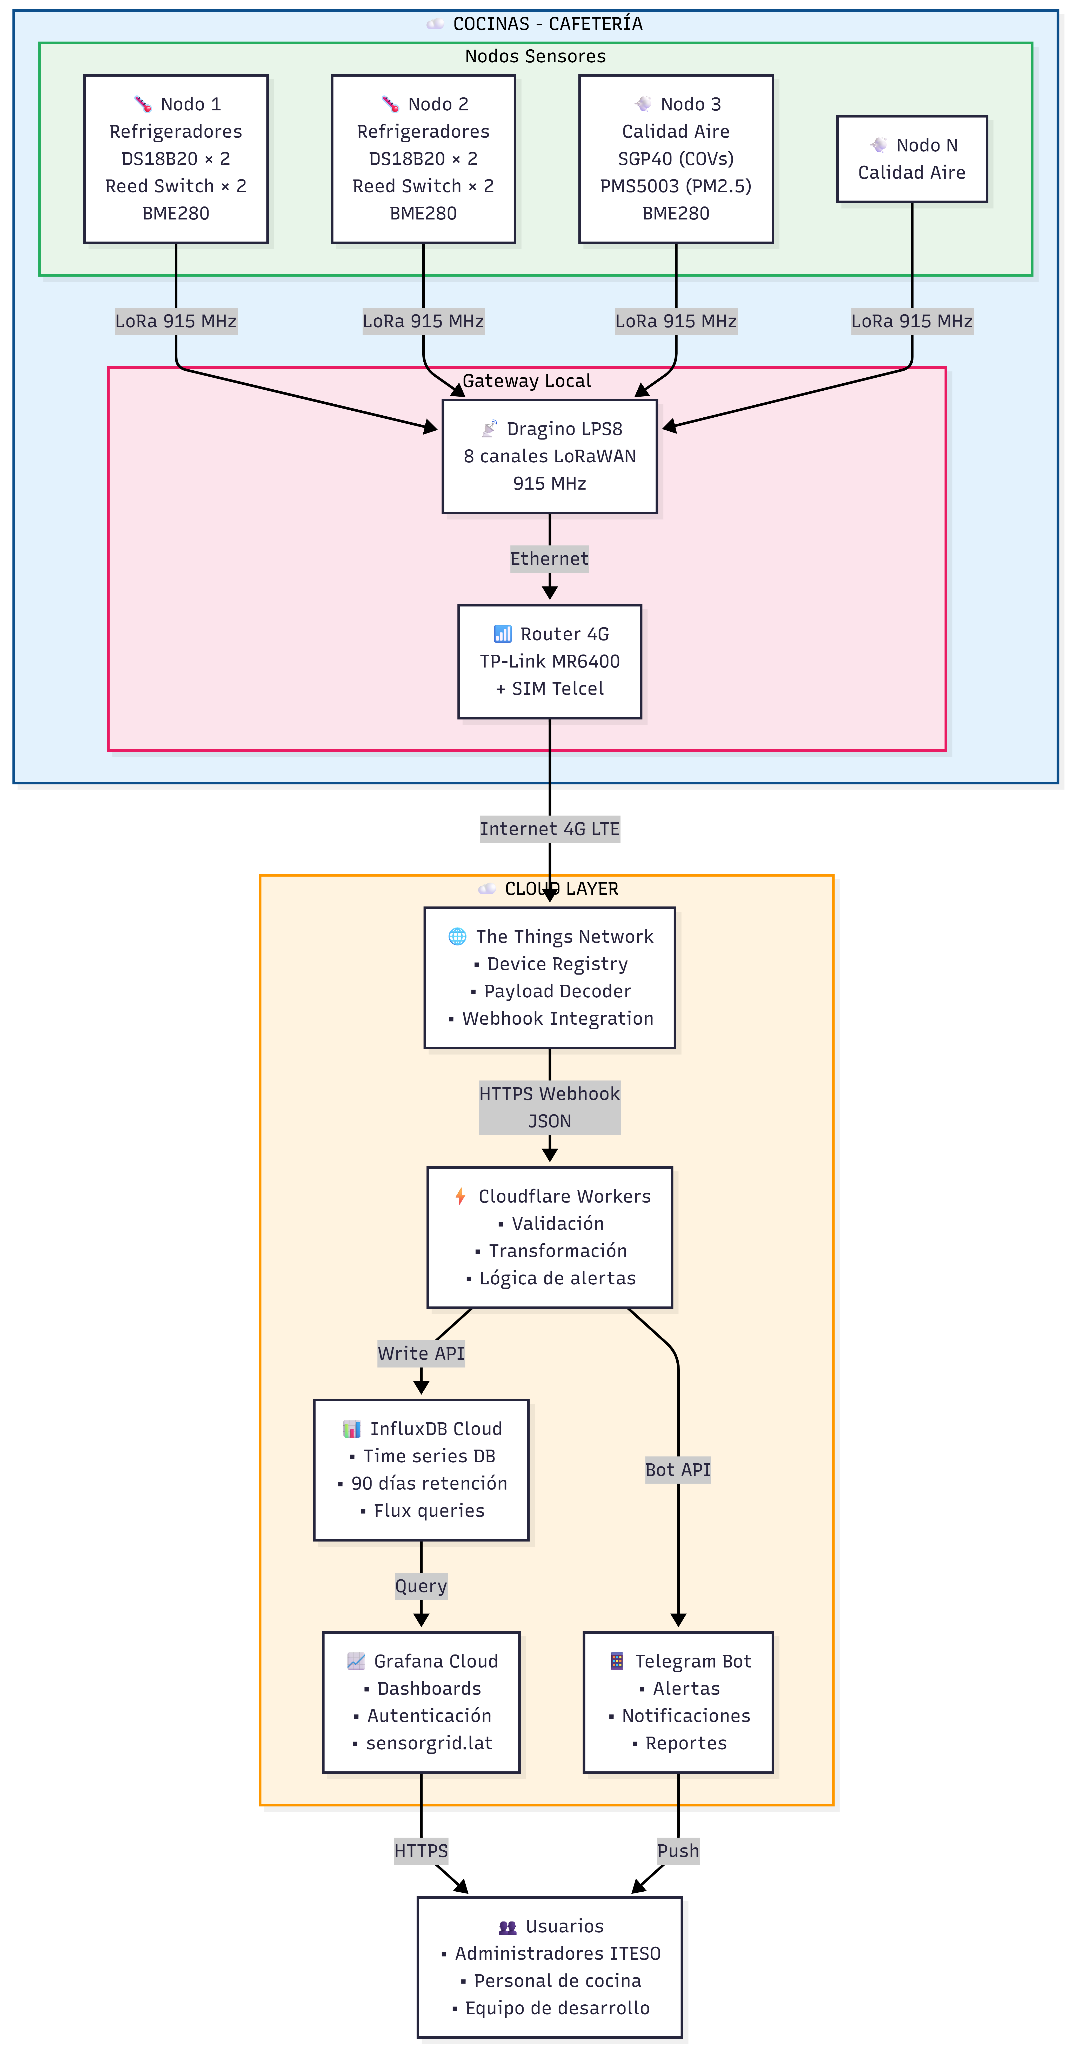 COCINAS - CAFETERÍA
Nodos Sensores
Nodo 1
Refrigeradores
DS18B20 × 2
Reed Switch × 2
BME280
Nodo 2
Refrigeradores
DS18B20 × 2
Reed Switch × 2
BME280
Nodo 3
Calidad Aire
SGP40 (COVs)
PMS5003 (PM2.5)
BME280
Nodo N
Calidad Aire
LoRa 915 MHz
LoRa 915 MHz
LoRa 915 MHz
LoRa 915 MHz
Gateway Local
Dragino LPS8
8 canales LoRaWAN
915 MHz
Ethernet
Router 4G
TP-Link MR6400
+ SIM Telcel
Internet 4G LTE
CLOUD LAYER
The Things Network
▪ Device Registry
▪ Payload Decoder
▪ Webhook Integration
HTTPS Webhook
JSON
Cloudflare Workers
▪ Validación
▪ Transformación
▪ Lógica de alertas
Write API
Bot API
InfluxDB Cloud
▪ Time series DB
▪ 90 días retención
▪ Flux queries
Query
Grafana Cloud
▪ Dashboards
▪ Autenticación
▪ sensorgrid.lat
Telegram Bot
▪ Alertas
▪ Notificaciones
▪ Reportes
HTTPS
Push
Usuarios
▪ Administradores ITESO
▪ Personal de cocina
▪ Equipo de desarrollo